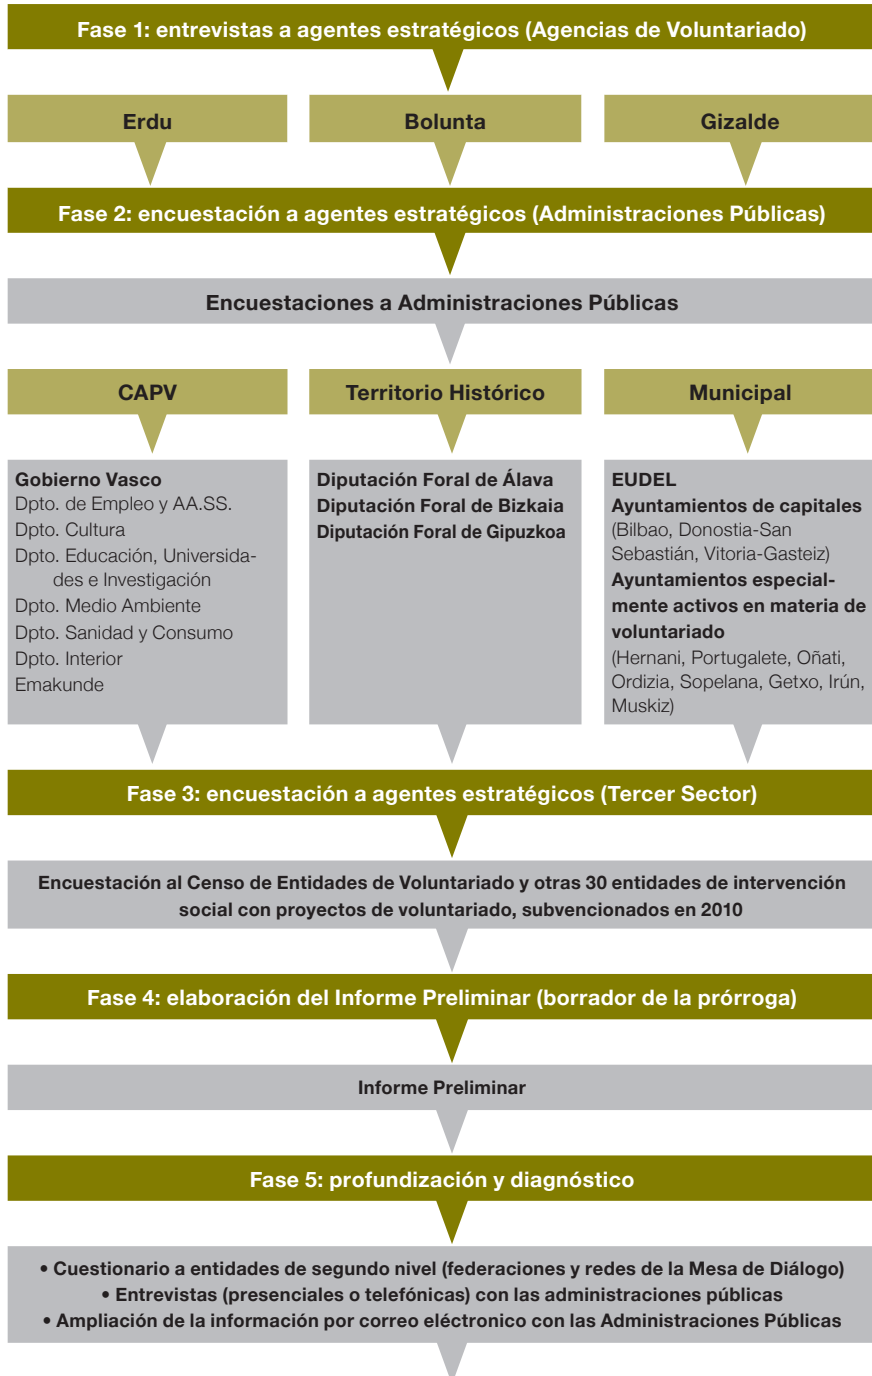 Fase 1: entrevistas a agentes estratégicos (Agencias de Voluntariado)
Erdu
Bolunta
Gizalde
Fase 2: encuestación a agentes estratégicos (Administraciones Públicas)
Encuestaciones a Administraciones Públicas
CAPV
Territorio Histórico
Municipal
Gobierno Vasco
Dpto. de Empleo y AA.SS.
Dpto. Cultura
Dpto. Educación, Universida-
des e Investigación
Dpto. Medio Ambiente
Dpto. Sanidad y Consumo
Dpto. Interior
Emakunde
Diputación Foral de Álava
Diputación Foral de Bizkaia
Diputación Foral de Gipuzkoa
EUDEL
Ayuntamientos de capitales
(Bilbao, Donostia-San
Sebastián, Vitoria-Gasteiz)
Ayuntamientos especial-
mente activos en materia de
voluntariado
(Hernani, Portugalete, Oñati,
Ordizia, Sopelana, Getxo, Irún,
Muskiz)
Fase 3: encuestación a agentes estratégicos (Tercer Sector)
Encuestación al Censo de Entidades de Voluntariado y otras 30 entidades de intervención
social con proyectos de voluntariado, subvencionados en 2010
Fase 4: elaboración del Informe Preliminar (borrador de la prórroga)
Informe Preliminar
Fase 5: profundización y diagnóstico
• Cuestionario a entidades de segundo nivel (federaciones y redes de la Mesa de Diálogo)
• Entrevistas (presenciales o telefónicas) con las administraciones públicas
• Ampliación de la información por correo eléctronico con las Administraciones Públicas